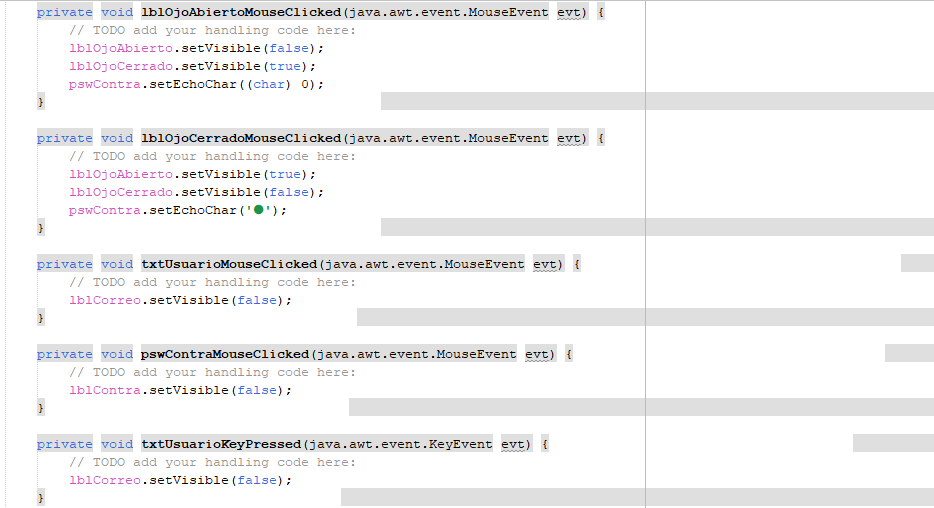 private void lblOjoAbiertoMouseClicked(java.awt.event.MouseEvent evt) {
// TODO add your handling code here:
lblOjoAbierto.setVisible(false);
lblOjoCerrado.setVisible(true);
pswContra.setEchoChar((char) 0);
}
private void lblOjoCerradoMouseClicked(java.awt.event.MouseEvent evt) {
// TODO add your handling code here:
lblOjoAbierto.setVisible(true);
lblOjoCerrado.setVisible(false);
pswContra.setEchoChar('●');
}
private void txtUsuarioMouseClicked(java.awt.event.MouseEvent evt) {
// TODO add your handling code here:
lblCorreo.setVisible(false);
}
private void pswContraMouseClicked(java.awt.event.MouseEvent evt) {
// TODO add your handling code here:
lblContra.setVisible(false);
}
private void txtUsuarioKeyPressed(java.awt.event.KeyEvent evt) {
// TODO add your handling code here:
lblCorreo.setVisible(false);
}